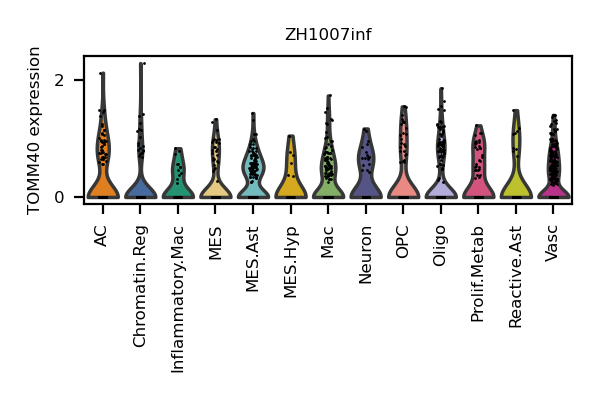 ZH1007inf
TOMM40 expression
2
0
AC
Chromatin.Reg
Inflammatory.Mac
MES
MES.Ast
MES.Hyp
Mac
Neuron
OPC
Oligo
Prolif.Metab
Reactive.Ast
Vasc